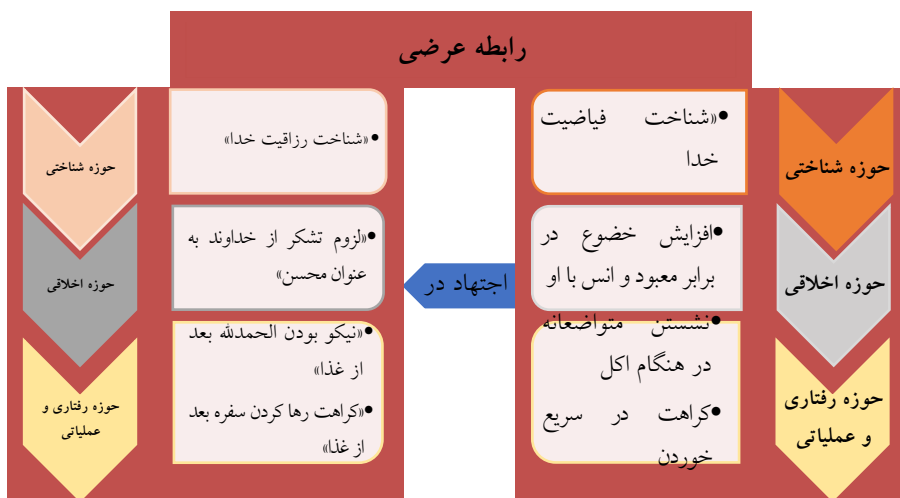 رابطه عرضی
حوزه شناختی
•«شناخت فیاضیت
خدا
حوزه اخلاقی
•افزایش خضوع در
برابر معبود و انس با او
حوزه رفتاری
و عملیاتی
•نشستن متواضعانه
در هنگام اکل
•کراهت در سریع
خوردن
اجتهاد در
•«شناخت رزاقیت خدا»
حوزه شناختی
•«لزوم تشکر از خداوند به
عنوان محسن»
حوزه اخلاقی
•«نیکو بودن الحمدلله بعد
از غذا»
•«کراهت رها کردن سفره بعد
از غذا»
حوزه رفتاری و
عملیاتی